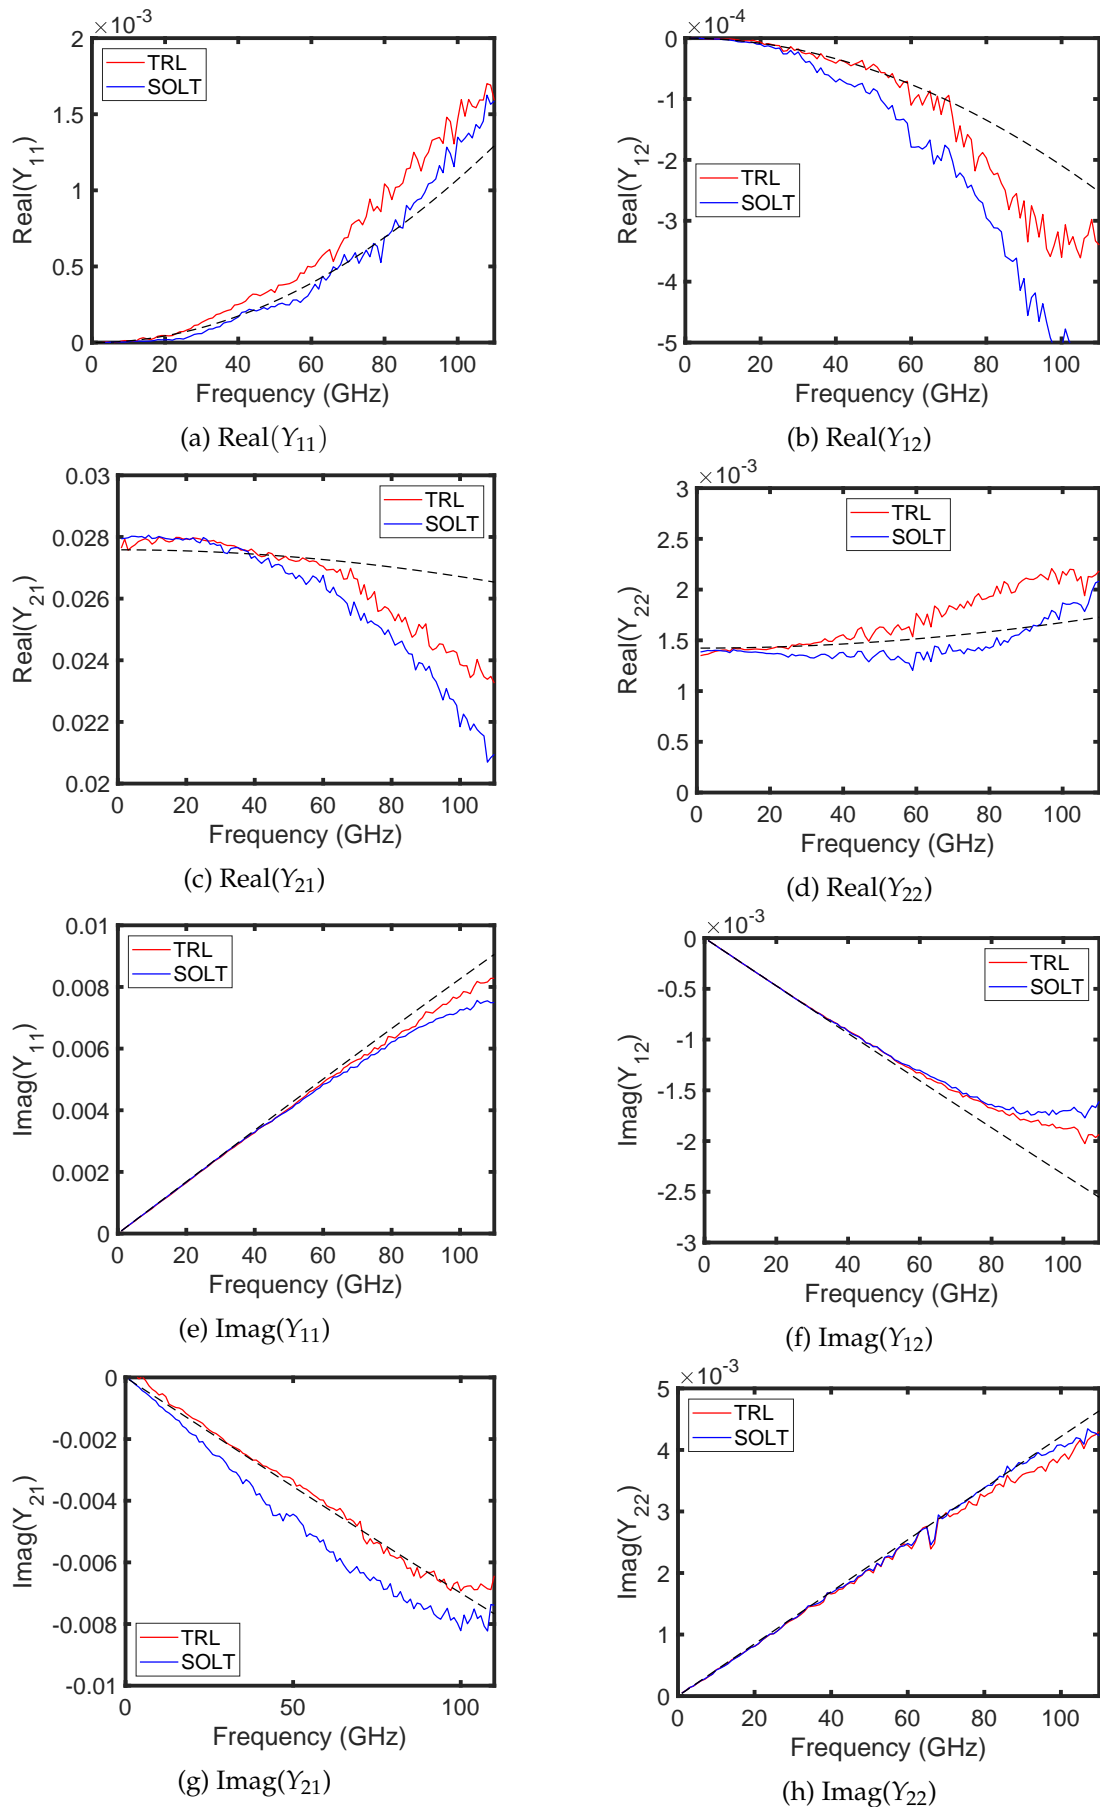 ×10⁻³
2
1.5
1
0.5
0
Real(Y₁₁)
TRL
SOLT
0 20 40 60 80 100
Frequency (GHz)
(a) Real(Y₁₁)
×10⁻⁴
0
-1
-2
-3
-4
-5
Real(Y₁₂)
TRL
SOLT
0 20 40 60 80 100
Frequency (GHz)
(b) Real(Y₁₂)
0.03
0.028
0.026
0.024
0.022
0.02
Real(Y₂₁)
TRL
SOLT
0 20 40 60 80 100
Frequency (GHz)
(c) Real(Y₂₁)
×10⁻³
3
2.5
2
1.5
1
0.5
0
Real(Y₂₂)
TRL
SOLT
0 20 40 60 80 100
Frequency (GHz)
(d) Real(Y₂₂)
0.01
0.008
0.006
0.004
0.002
0
Imag(Y₁₁)
TRL
SOLT
0 20 40 60 80 100
Frequency (GHz)
(e) Imag(Y₁₁)
×10⁻³
0
-0.5
-1
-1.5
-2
-2.5
-3
Imag(Y₁₂)
TRL
SOLT
0 20 40 60 80 100
Frequency (GHz)
(f) Imag(Y₁₂)
0
-0.002
-0.004
-0.006
-0.008
-0.01
Imag(Y₂₁)
TRL
SOLT
0 50 100
Frequency (GHz)
(g) Imag(Y₂₁)
×10⁻³
5
4
3
2
1
0
Imag(Y₂₂)
TRL
SOLT
0 20 40 60 80 100
Frequency (GHz)
(h) Imag(Y₂₂)